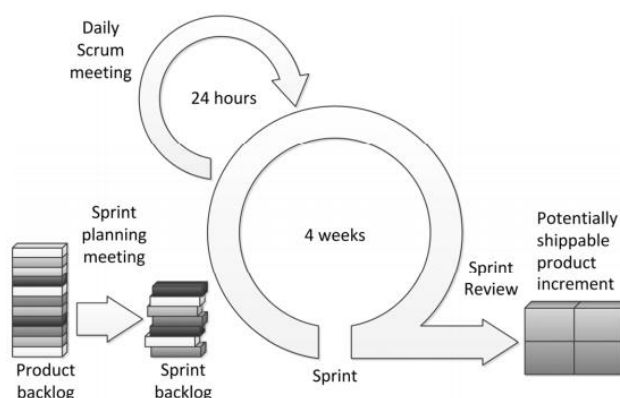 Daily
Scrum
meeting
24 hours
Sprint
planning
meeting
4 weeks
Potentially
shippable
product
increment
Sprint
Review
Product
backlog
Sprint
backlog
Sprint